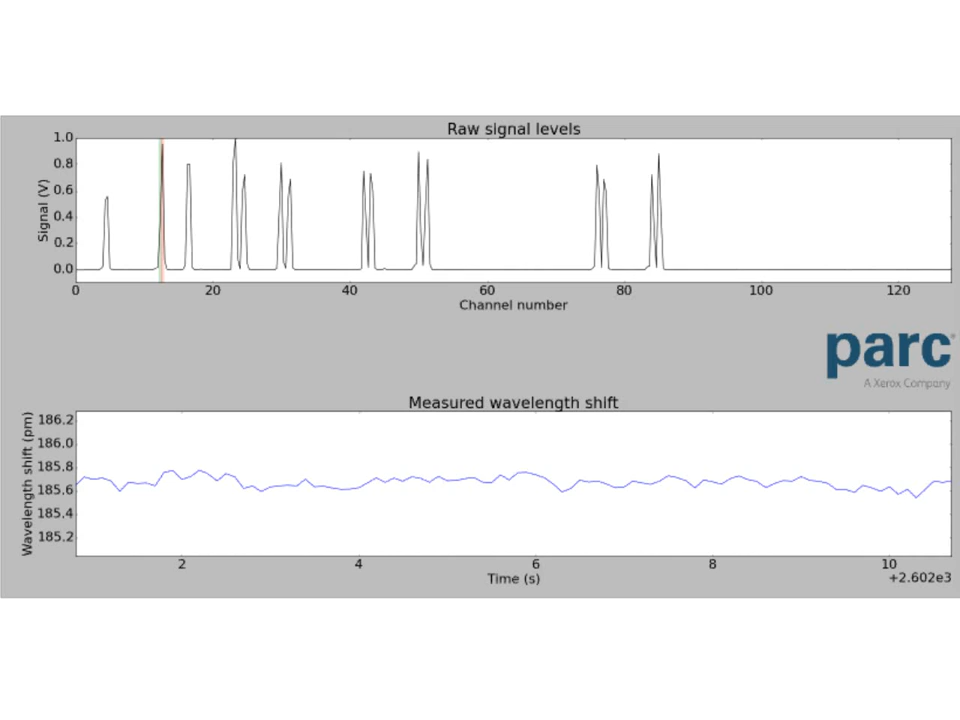 Raw signal levels
1.0
0.8
0.6
0.4
0.2
0.0
Signal (V)
0 20 40 60 80 100 120
Channel number
parc
A Xerox Company
Measured wavelength shift
186.2
186.0
185.8
185.6
185.4
185.2
Wavelength shift (pm)
2 4 6 8 10
Time (s)
+2.602e3